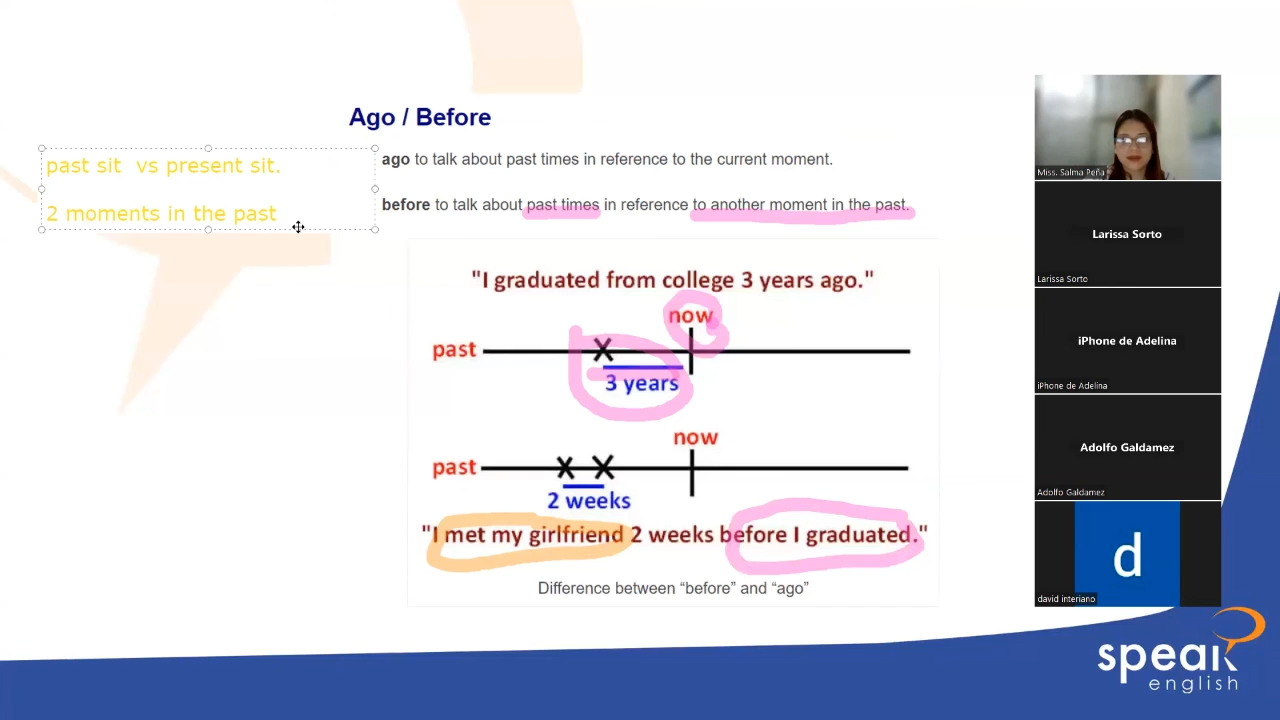 Ago / Before
past sit vs present sit.
2 moments in the past
ago to talk about past times in reference to the current moment.
before to talk about past times in reference to another moment in the past.
"I graduated from college 3 years ago."
now
past
3 years
now
past
2 weeks
"I met my girlfriend 2 weeks before I graduated."
Difference between “before” and “ago”
Miss. Salma Peña
Larissa Sorto
Larissa Sorto
iPhone de Adelina
iPhone de Adelina
Adolfo Galdamez
Adolfo Galdamez
d
david interiano
speak
english